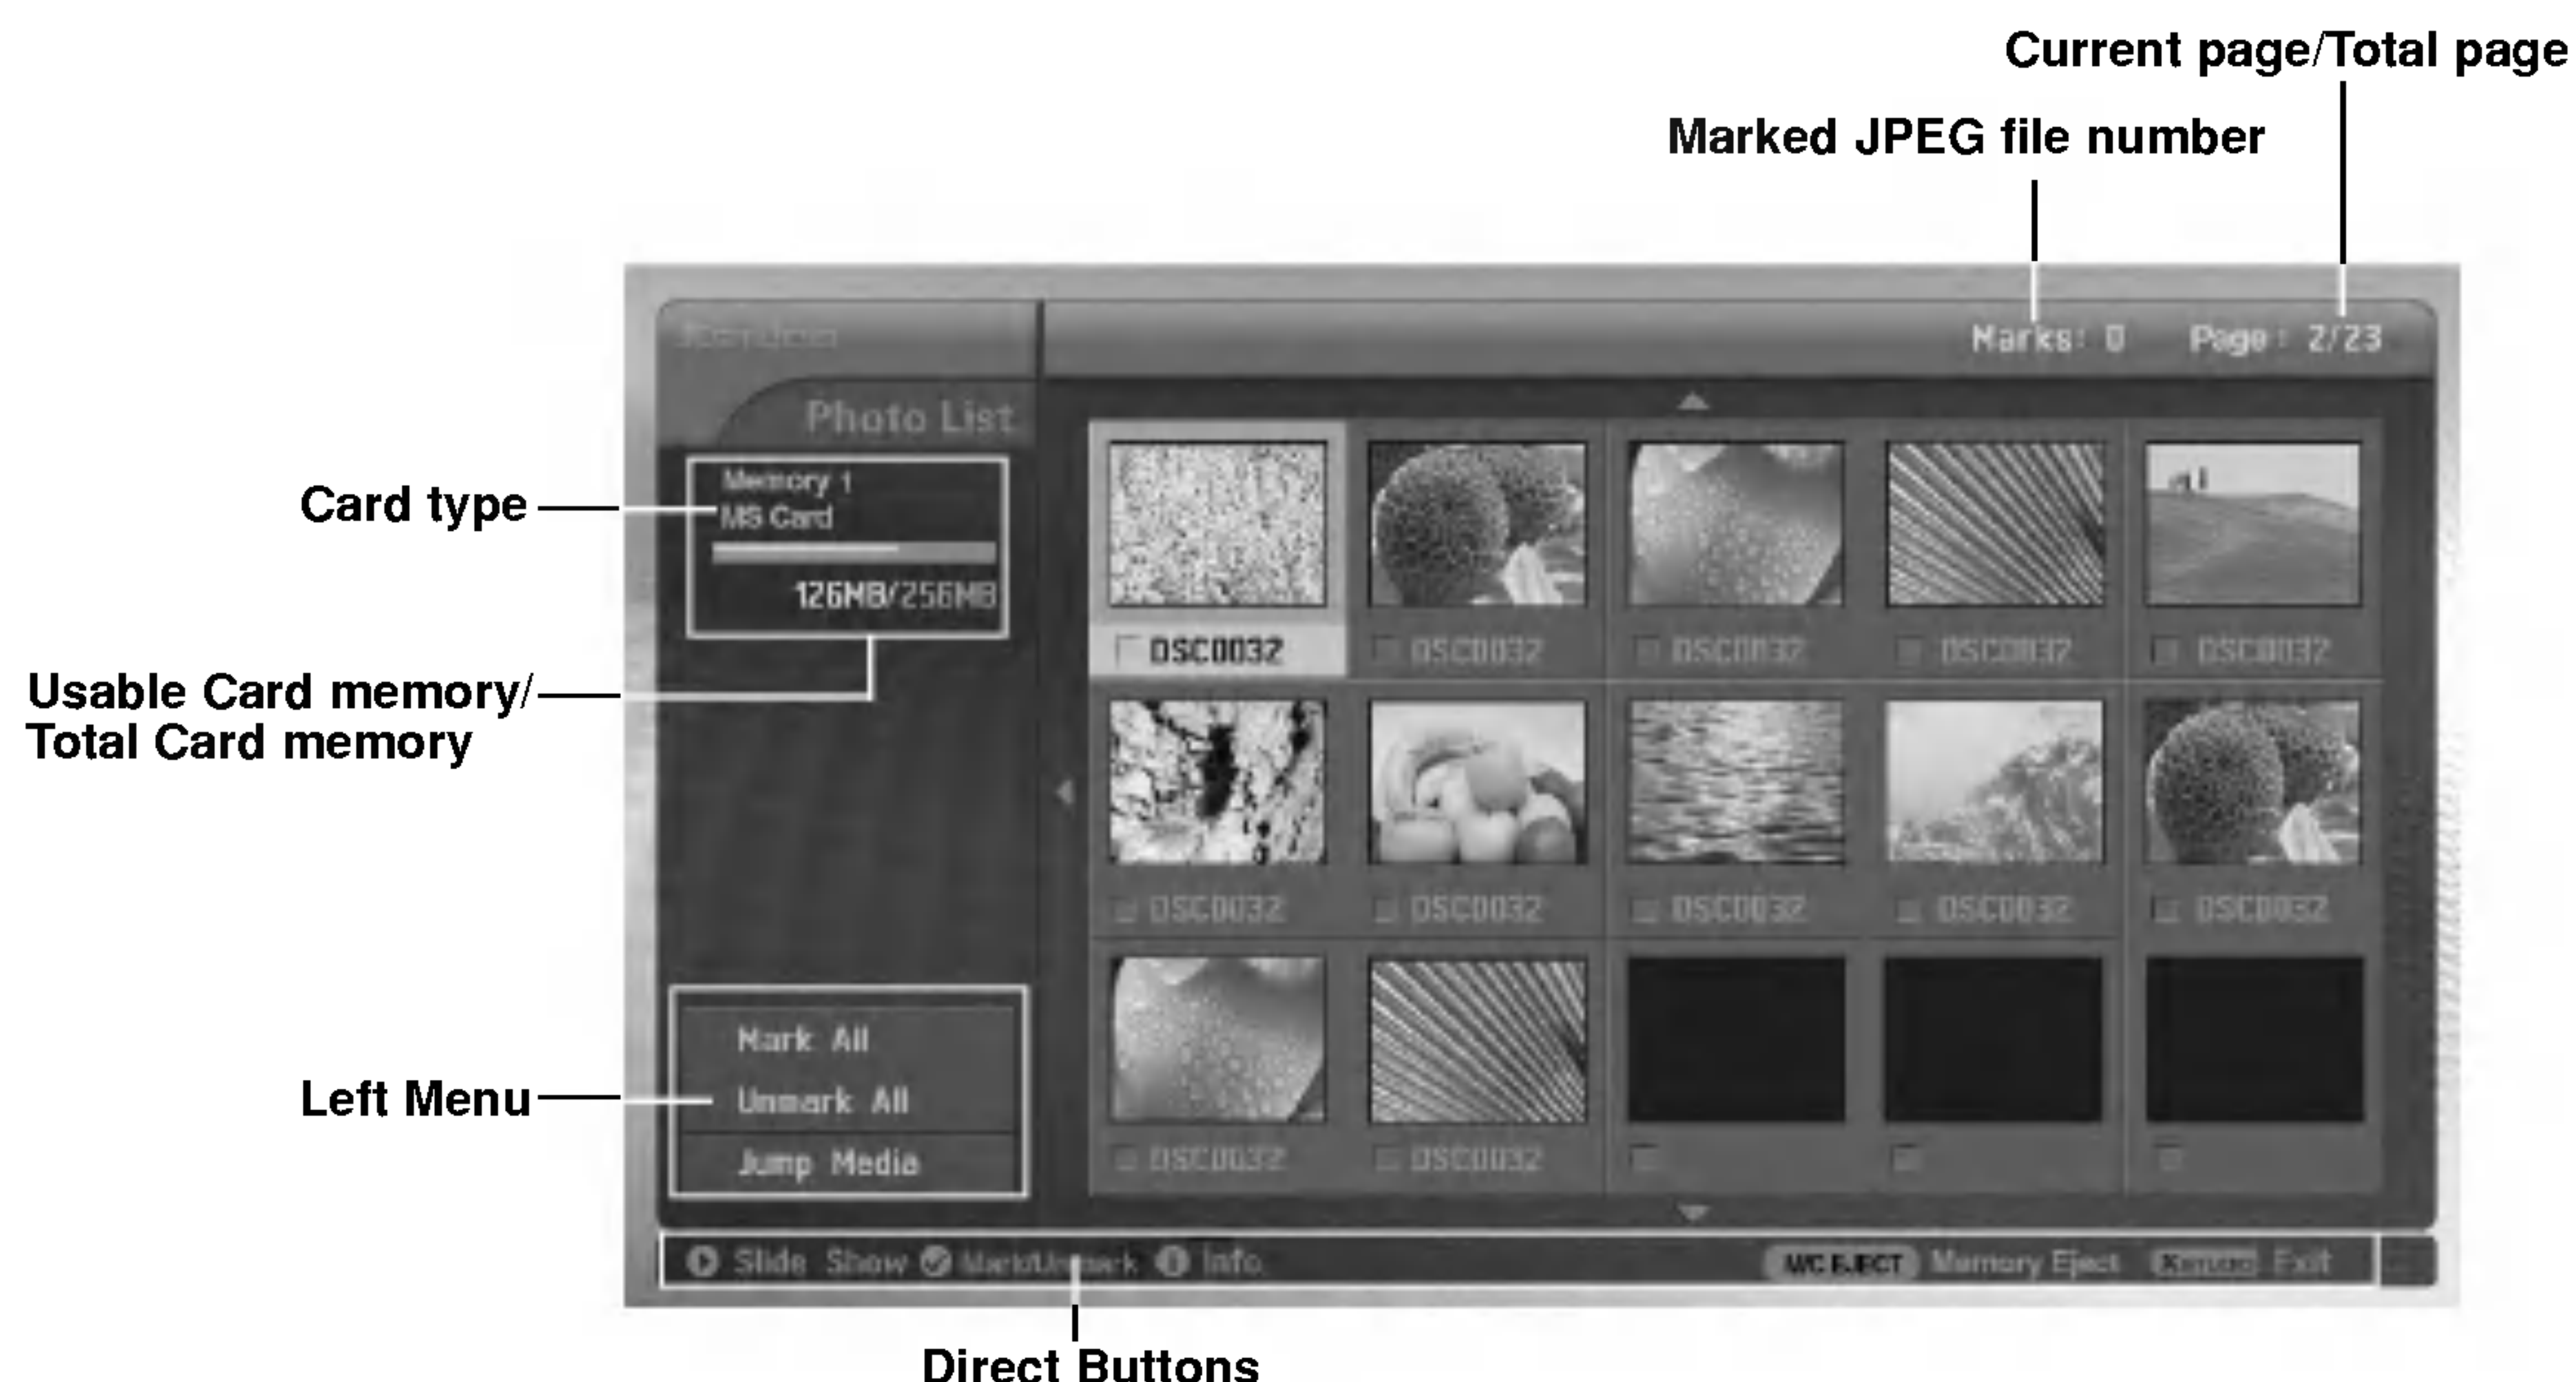 Current page/Total page
Marked JPEG file number
Marks: 0 Page: 2/23
Photo List
Card type
Memory 1
MS Card
126MB/256MB
Usable Card memory/
Total Card memory
DSC0032 DSC0032 DSC0032 DSC0032 DSC0032
DSC0032 DSC0032 DSC0032 DSC0032 DSC0032
DSC0032 DSC0032
Left Menu
Mark All
Unmark All
Jump Media
Slide Show Mark/Unmark Info. Memory Eject Exit
Direct Buttons